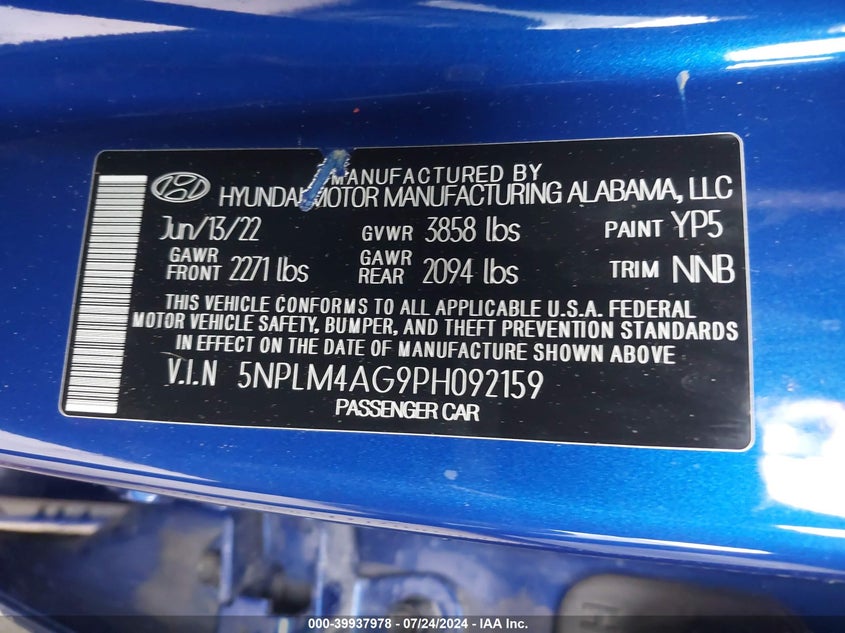 MANUFACTURED BY
HYUNDAI MOTOR MANUFACTURING ALABAMA, LLC
Jun/13/22 GVWR 3858 lbs PAINT YP5
GAWR FRONT 2271 lbs GAWR REAR 2094 lbs TRIM NNB
THIS VEHICLE CONFORMS TO ALL APPLICABLE U.S.A. FEDERAL
MOTOR VEHICLE SAFETY, BUMPER, AND THEFT PREVENTION STANDARDS
IN EFFECT ON THE DATE OF MANUFACTURE SHOWN ABOVE
V.I.N 5NPLM4AG9PH092159
PASSENGER CAR
000-39937978 - 07/24/2024 - IAAI.COM